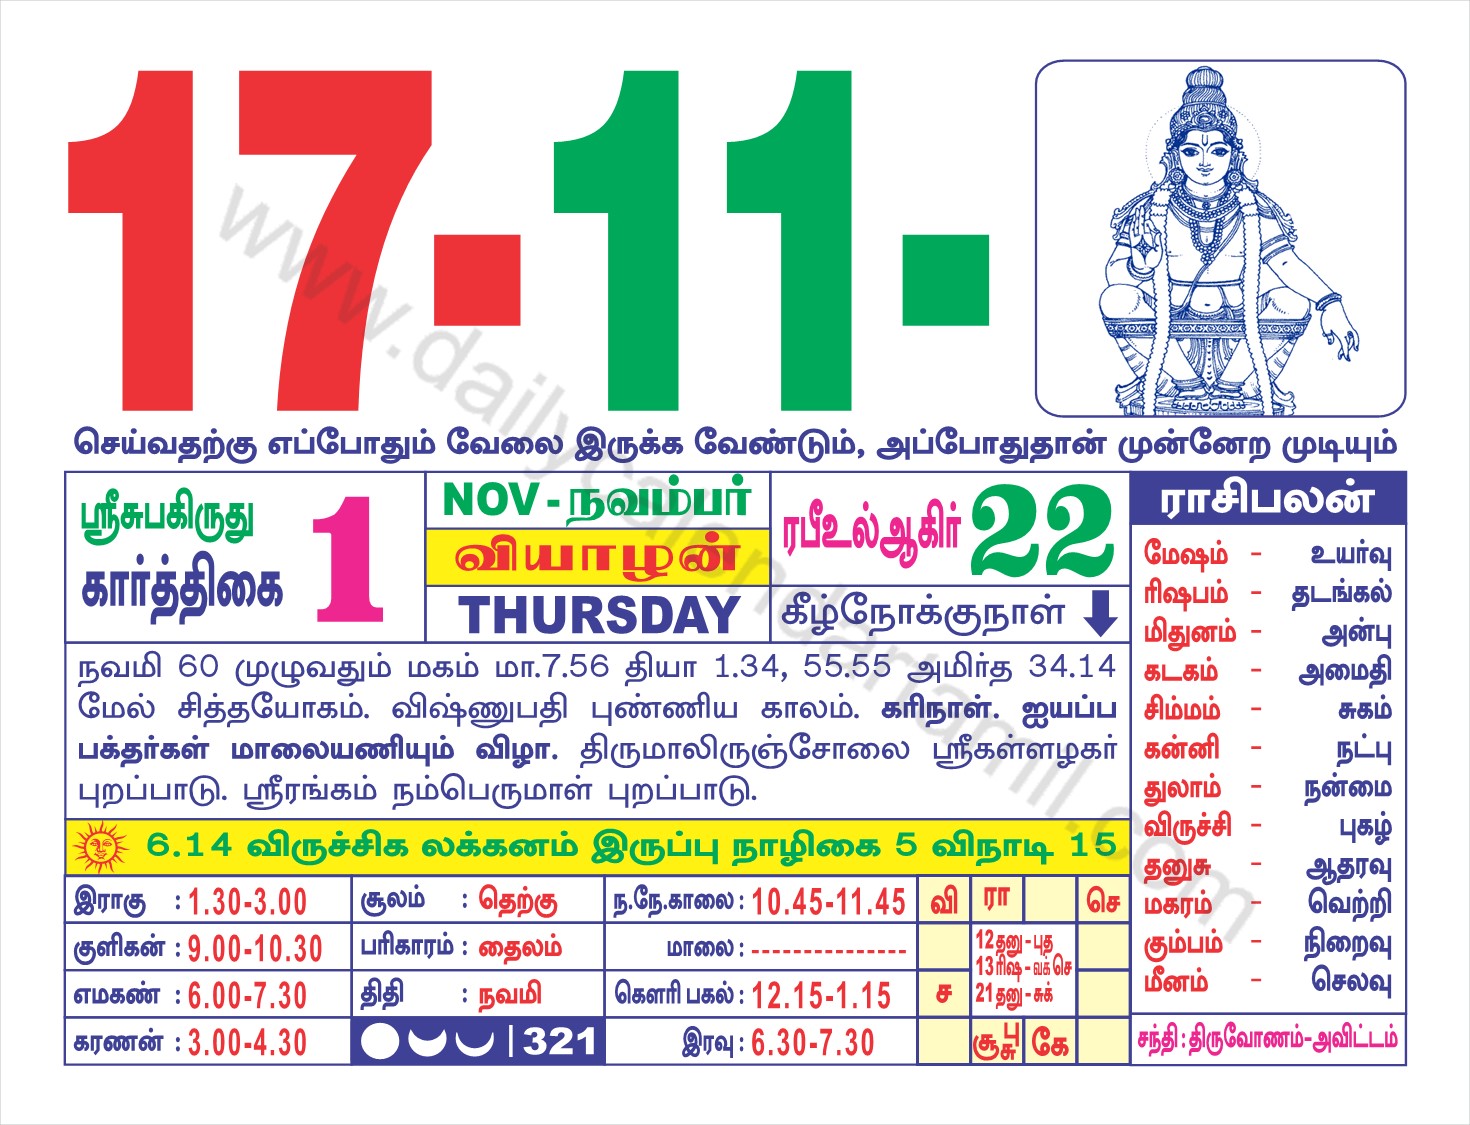 17-11-
செய்வதற்கு எப்போதும் வேலை இருக்க வேண்டும், அப்போதுதான் முன்னேற முடியும்
ஸ்ரீசுபகிருது
கார்த்திகை 1
NOV - நவம்பர்
வியாழன்
THURSDAY
ரபீஉல்ஆகிர் 22
கீழ்நோக்குநாள்
நவமி 60 முழுவதும் மகம் மா.7.56 தியா 1.34, 55.55 அமிர்த 34.14
மேல் சித்தயோகம். விஷ்ணுபதி புண்ணிய காலம். கரிநாள். ஐயப்ப
பக்தர்கள் மாலையணியும் விழா. திருமாலிருஞ்சோலை ஸ்ரீகள்ளழகர்
புறப்பாடு. ஸ்ரீரங்கம் நம்பெருமாள் புறப்பாடு.
6.14 விருச்சிக லக்கனம் இருப்பு நாழிகை 5 விநாடி 15
இராகு : 1.30-3.00
குளிகன் : 9.00-10.30
எமகண் : 6.00-7.30
கரணன் : 3.00-4.30
சூலம் : தெற்கு
பரிகாரம் : தைலம்
திதி : நவமி
321
ந.நே.காலை : 10.45-11.45
மாலை : --------------
கௌரி பகல் : 12.15-1.15
இரவு : 6.30-7.30
வி ரா செ
12தனு - புத
13ரிஷ - வக் செ
21தனு - சுக்
ச
சூ பு சு கே
ராசிபலன்
மேஷம் - உயர்வு
ரிஷபம் - தடங்கல்
மிதுனம் - அன்பு
கடகம் - அமைதி
சிம்மம் - சுகம்
கன்னி - நட்பு
துலாம் - நன்மை
விருச்சி - புகழ்
தனுசு - ஆதரவு
மகரம் - வெற்றி
கும்பம் - நிறைவு
மீனம் - செலவு
சந்தி : திருவோணம்-அவிட்டம்
www.dailycalendartamil.com